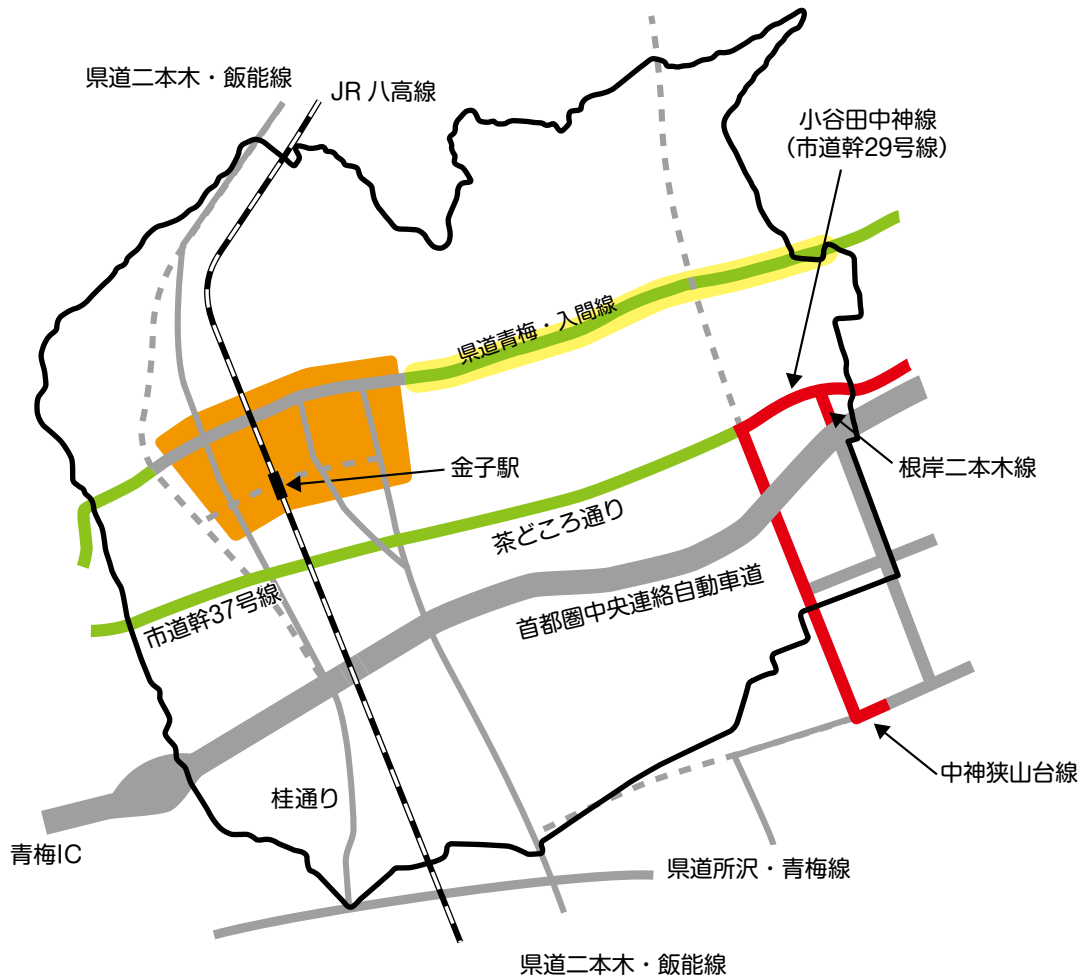 県道二本木・飯能線
JR 八高線
小谷田中神線
（市道幹29号線）
県道青梅・入間線
金子駅
根岸二本木線
茶どころ通り
市道幹37号線
首都圏中央連絡自動車道
中神狭山台線
桂通り
青梅IC
県道所沢・青梅線
県道二本木・飯能線